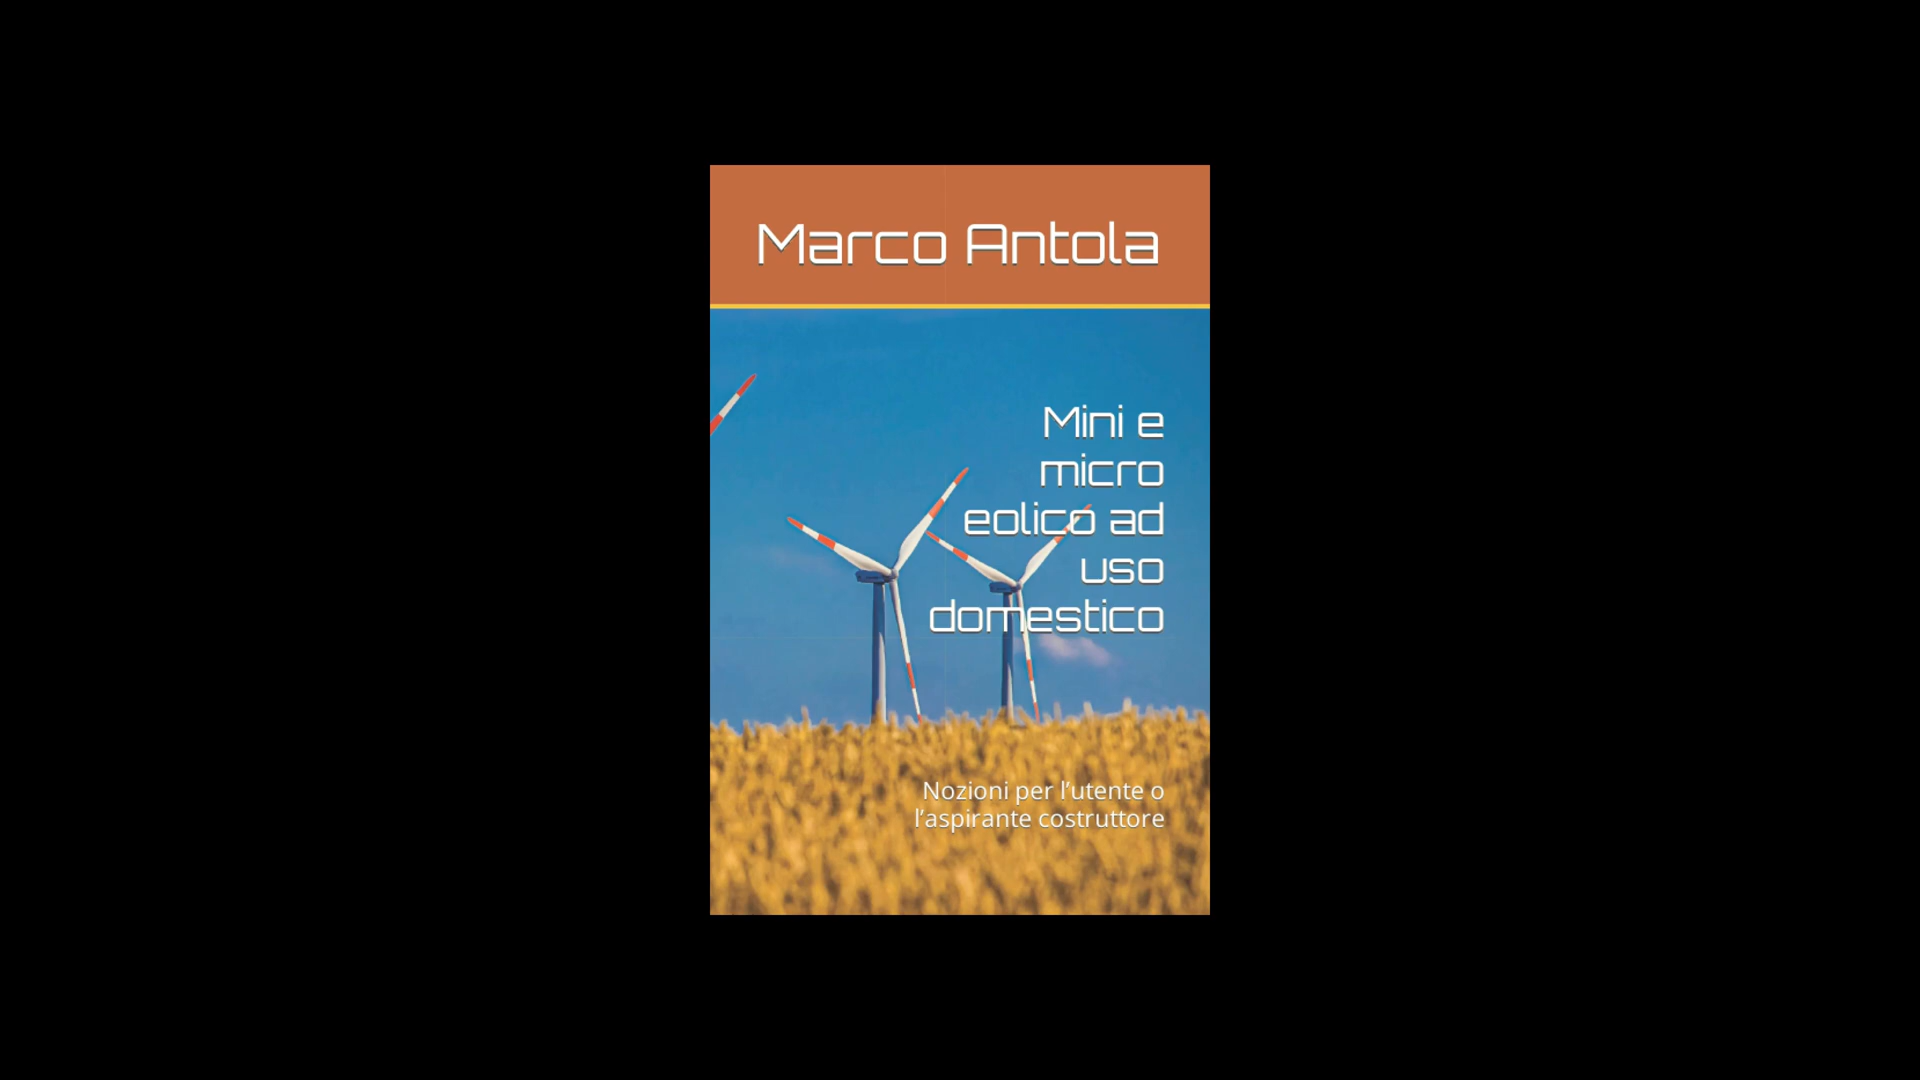 Marco Antola
Mini e
micro
eolico ad
uso
domestico
Nozioni per l’utente o
l’aspirante costruttore